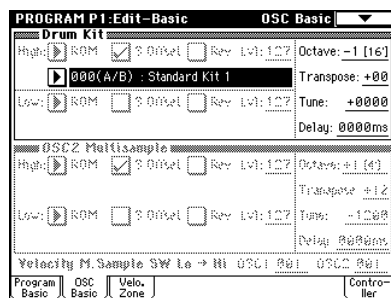 PROGRAM P1:Edit-Basic OSC Basic
Drum Kit
High: ROM S.Offset Rev Lvl:127 Octave:-1 [16']
000(A/B) : Standard Kit 1 Transpose: +00
Low: ROM S.Offset Rev Lvl:127 Tune: +0000
Delay: 0000ms
OSC2 Multisample
High: ROM S.Offset Rev Lvl:127 Octave:+1 [4']
Transpose +12
Low: ROM S.Offset Rev Lvl:127 Tune: -1200
Delay 0000ms
Velocity M.Sample SW Lo → Hi OSC1 001 OSC2 001
Program Basic OSC Basic Velo. Zone Controller